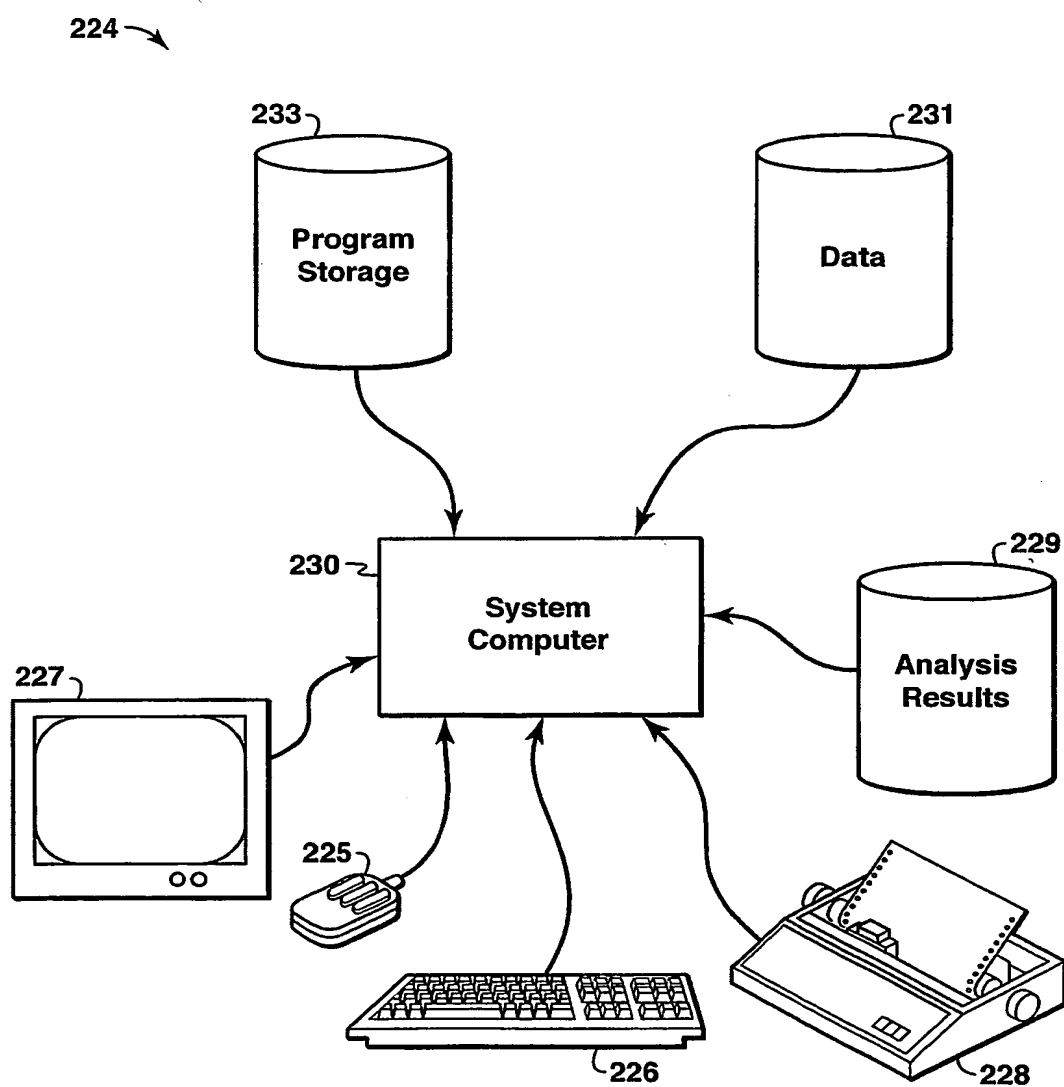 224
233
231
Program
Storage
Data
230
System
Computer
229
Analysis
Results
227
225
226
228